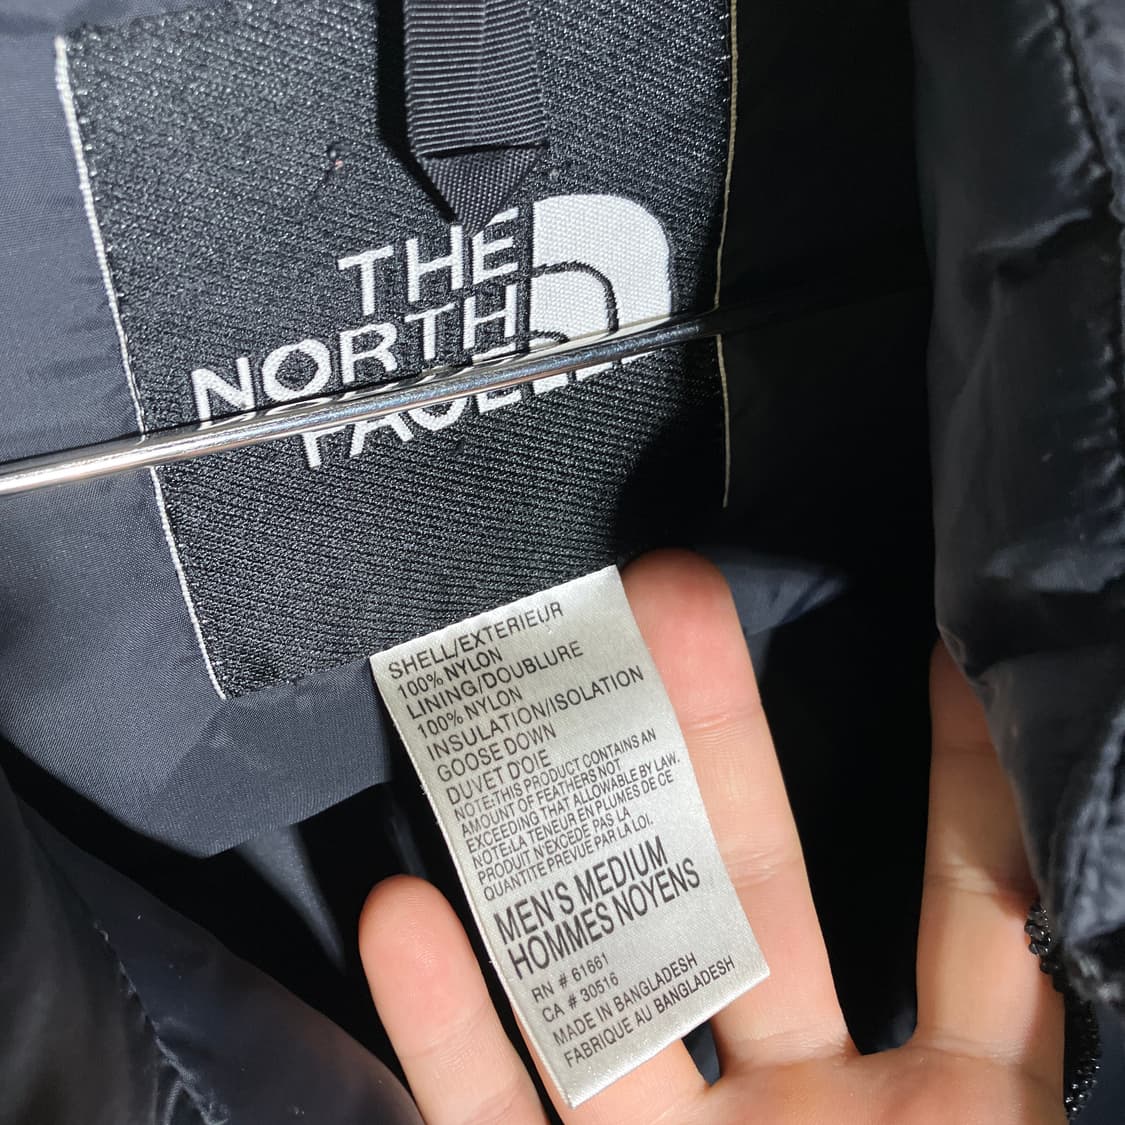 THE
NORTH
FACE
SHELL/EXTERIEUR
100% NYLON
LINING/DOUBLURE
100% NYLON
INSULATION/ISOLATION
GOOSE DOWN
DUVET D'OIE
NOTE:THIS PRODUCT CONTAINS AN
AMOUNT OF FEATHERS NOT
EXCEEDING THAT ALLOWABLE BY LAW.
NOTE:LA TENEUR EN PLUMES DE CE
PRODUIT N'EXCEDE PAS LA
QUANTITE PREVUE PAR LA LOI.
MEN'S MEDIUM
HOMMES NOYENS
RN # 61661
CA # 30516
MADE IN BANGLADESH
FABRIQUE AU BANGLADESH